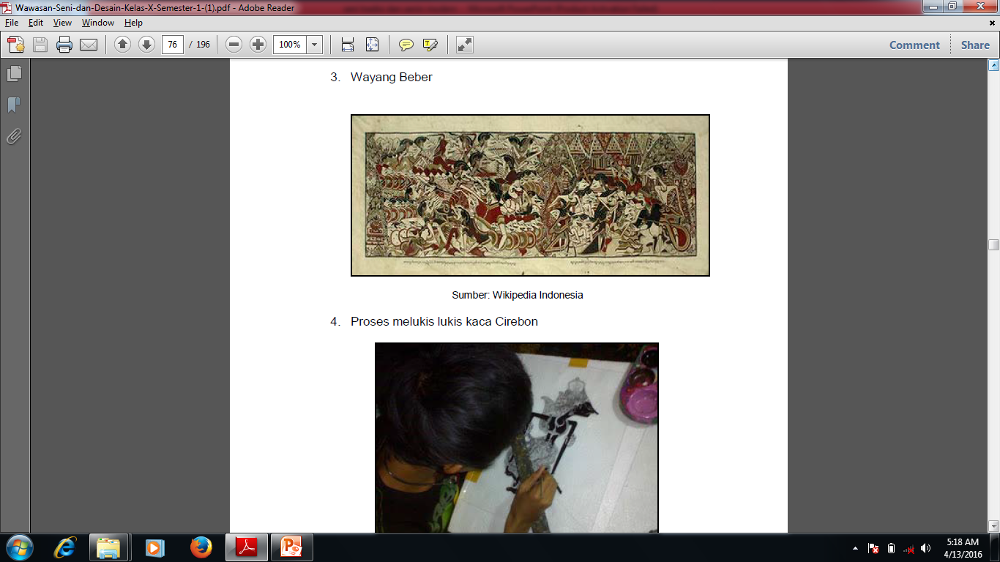 Wawasan-Seni-dan-Desain-Kelas-X-Semester-1-(1).pdf - Adobe Reader
File Edit View Window Help
76 / 196 100% Comment Share
3. Wayang Beber
Sumber: Wikipedia Indonesia
4. Proses melukis lukis kaca Cirebon
5:18 AM
4/13/2016